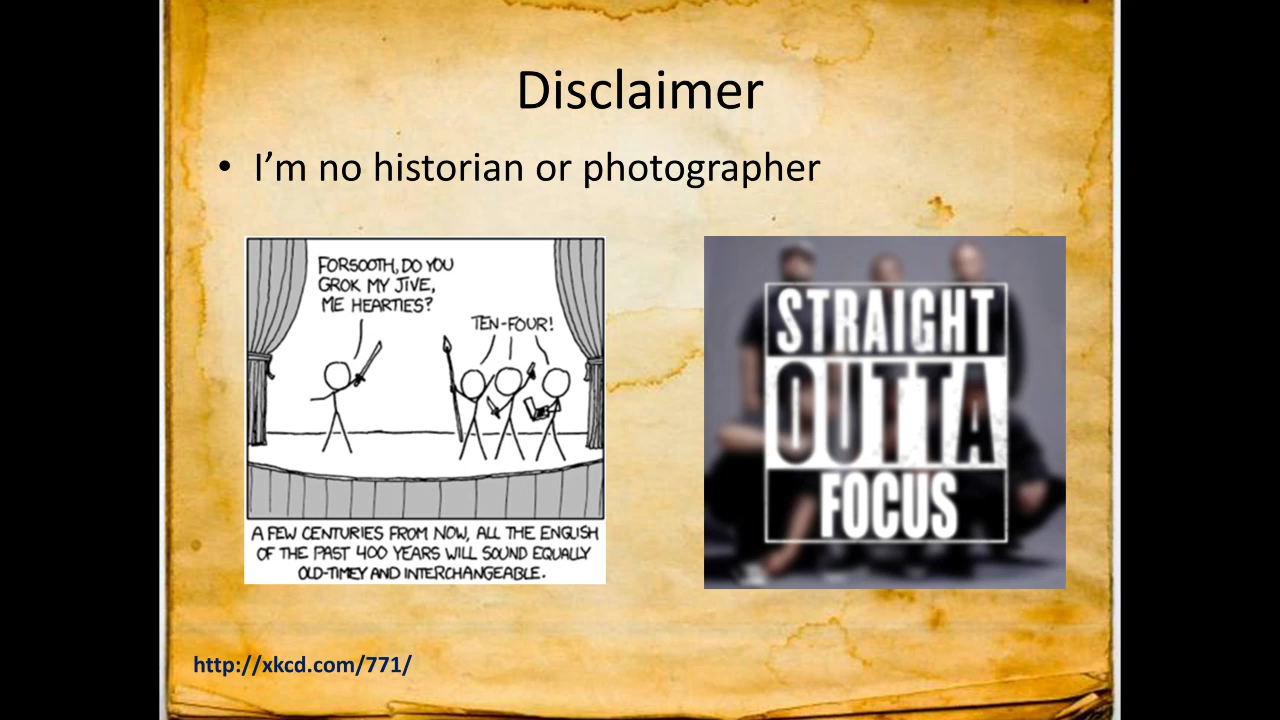 Disclaimer
• I’m no historian or photographer
FORSOOTH, DO YOU
GROK MY JIVE,
ME HEARTIES?
TEN-FOUR!
A FEW CENTURIES FROM NOW, ALL THE ENGLISH
OF THE PAST 400 YEARS WILL SOUND EQUALLY
OLD-TIMEY AND INTERCHANGEABLE.
STRAIGHT
OUTTA
FOCUS
http://xkcd.com/771/